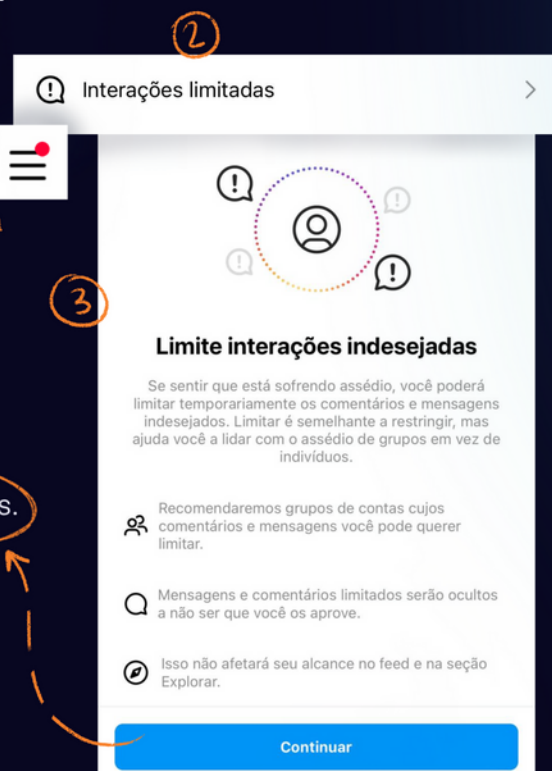 2
Interações limitadas
3
Limite interações indesejadas
Se sentir que está sofrendo assédio, você poderá
limitar temporariamente os comentários e mensagens
indesejados. Limitar é semelhante a restringir, mas
ajuda você a lidar com o assédio de grupos em vez de
indivíduos.
s.
Recomendaremos grupos de contas cujos
comentários e mensagens você pode querer
limitar.
Mensagens e comentários limitados serão ocultos
a não ser que você os aprove.
Isso não afetará seu alcance no feed e na seção
Explorar.
Continuar